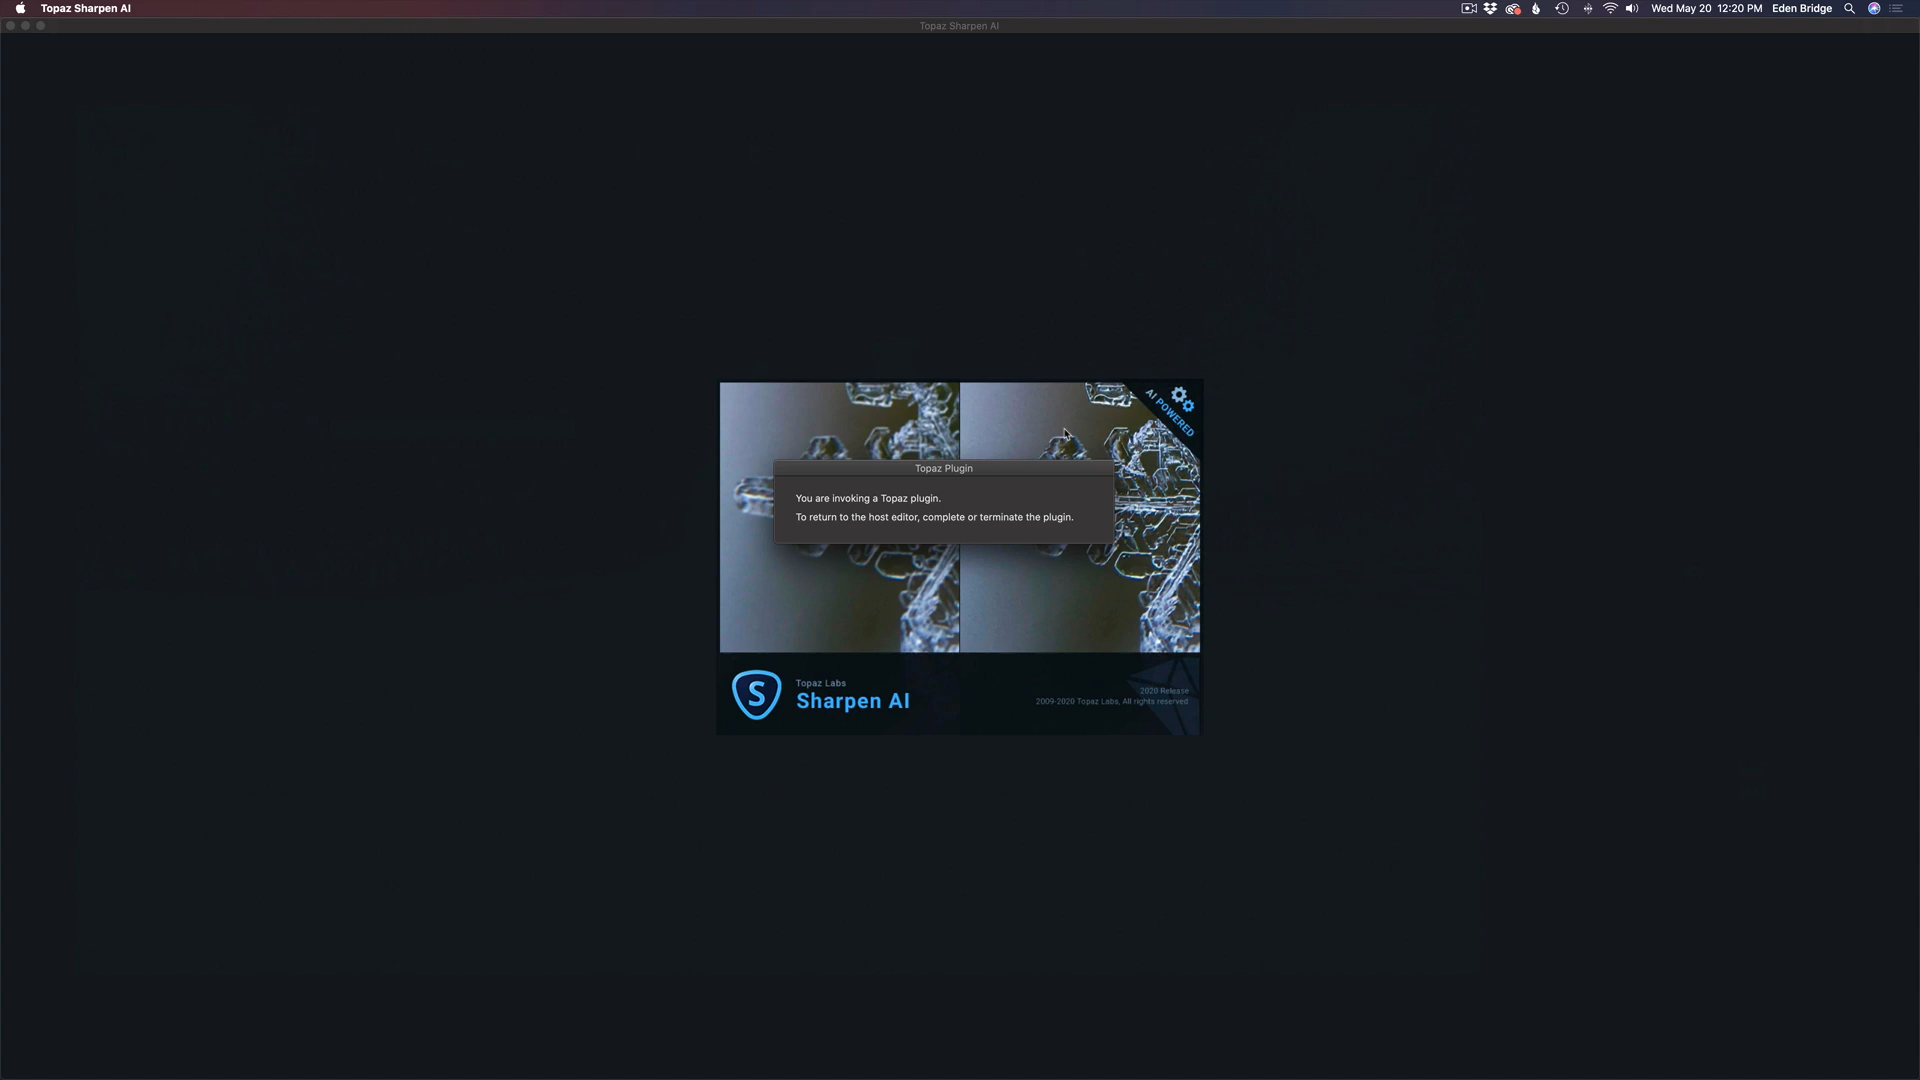 Topaz Sharpen AI
Wed May 20 12:20 PM Eden Bridge
Topaz Sharpen AI
AI POWERED
Topaz Plugin
You are invoking a Topaz plugin.
To return to the host editor, complete or terminate the plugin.
S
Topaz Labs
Sharpen AI
2020 Release
2009-2020 Topaz Labs, All rights reserved